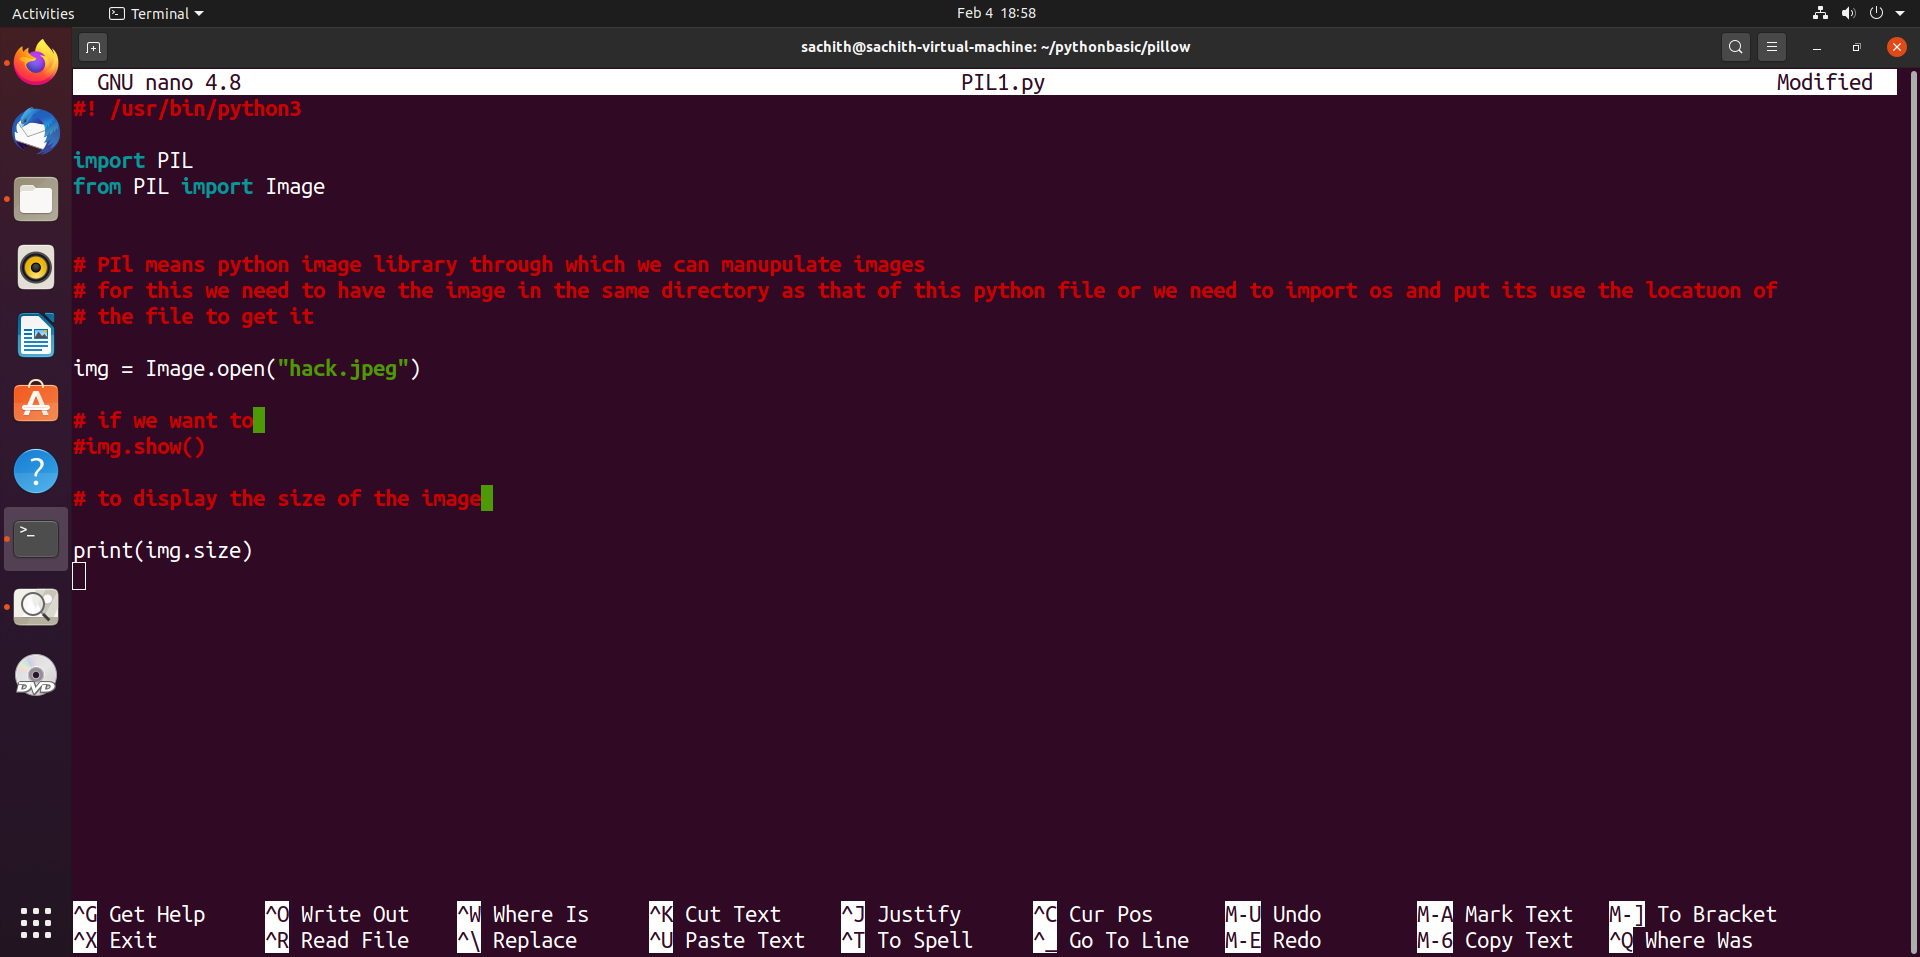 Activities Terminal Feb 4 18:58
sachith@sachith-virtual-machine: ~/pythonbasic/pillow
GNU nano 4.8 PIL1.py Modified
#! /usr/bin/python3
import PIL
from PIL import Image
# PIl means python image library through which we can manupulate images
# for this we need to have the image in the same directory as that of this python file or we need to import os and put its use the locatuon of
# the file to get it
img = Image.open("hack.jpeg")
# if we want to
#img.show()
# to display the size of the image
print(img.size)
^G Get Help ^O Write Out ^W Where Is ^K Cut Text ^J Justify ^C Cur Pos M-U Undo M-A Mark Text M-] To Bracket
^X Exit ^R Read File ^\ Replace ^U Paste Text ^T To Spell ^_ Go To Line M-E Redo M-6 Copy Text ^Q Where Was
DVD